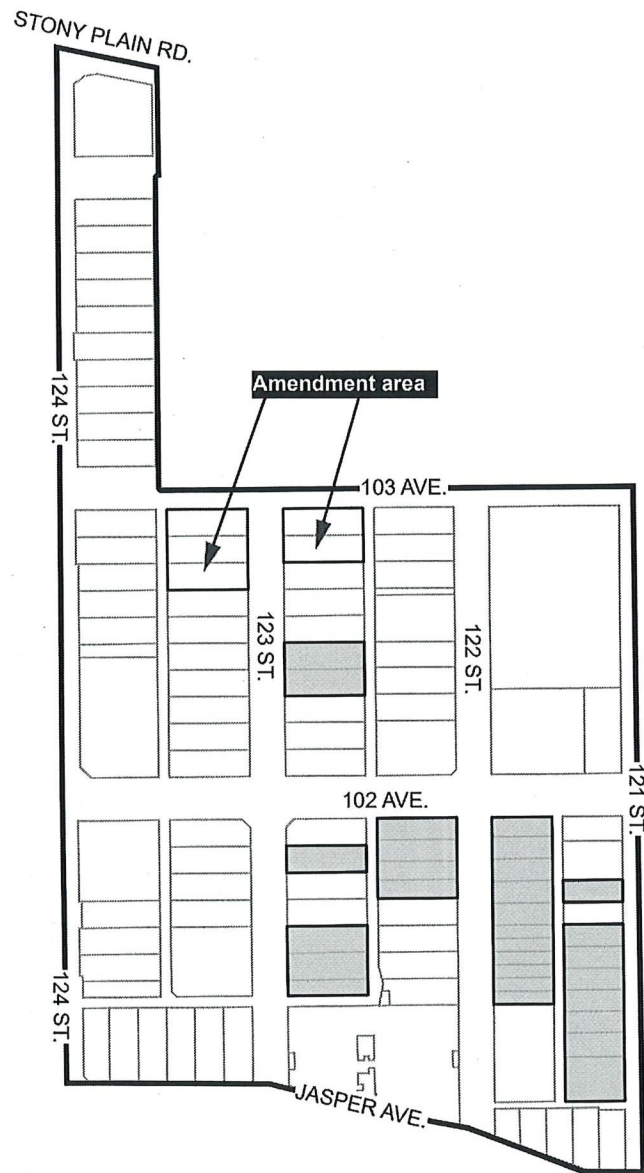 STONY PLAIN RD.
124 ST.
Amendment area
103 AVE.
123 ST.
122 ST.
121 ST.
102 AVE.
124 ST.
JASPER AVE.